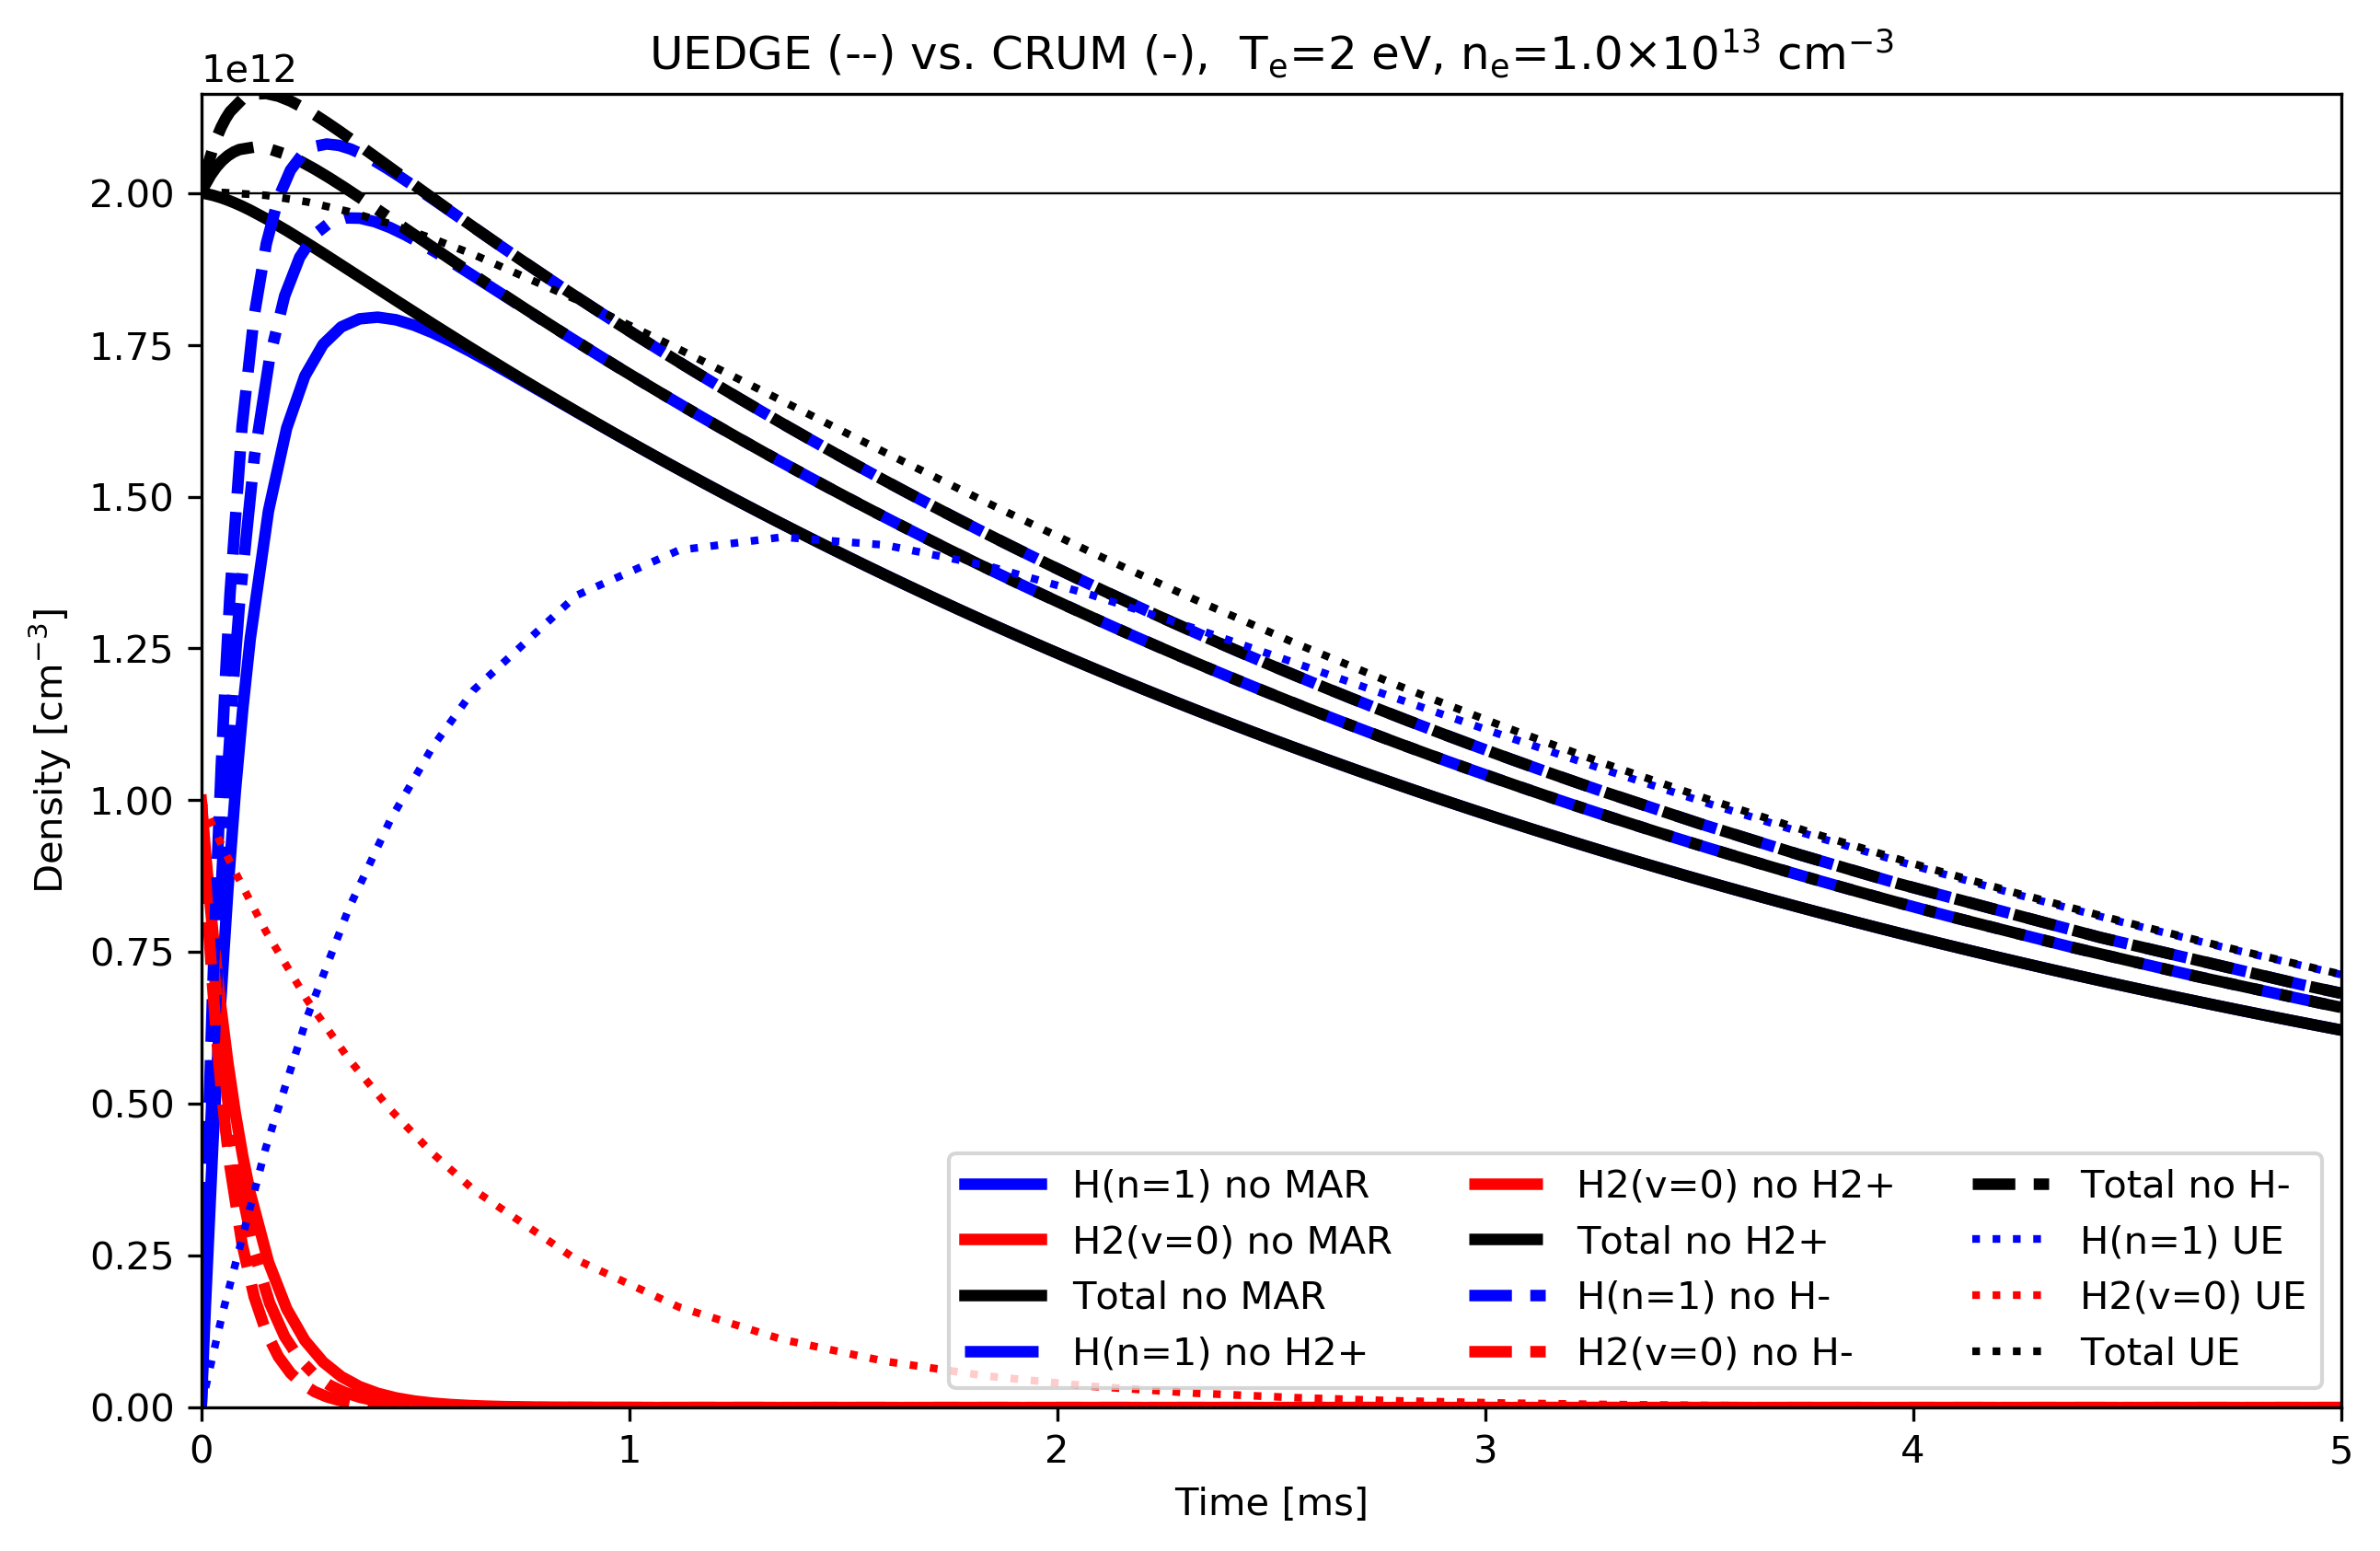 UEDGE (--) vs. CRUM (-), Tₑ=2 eV, nₑ=1.0×10¹³ cm⁻³
1e12
2.00
1.75
1.50
1.25
1.00
0.75
0.50
0.25
0.00
Density [cm⁻³]
0 1 2 3 4 5
Time [ms]
H(n=1) no MAR
H2(v=0) no MAR
Total no MAR
H(n=1) no H2+
H2(v=0) no H2+
Total no H2+
H(n=1) no H-
H2(v=0) no H-
Total no H-
H(n=1) UE
H2(v=0) UE
Total UE